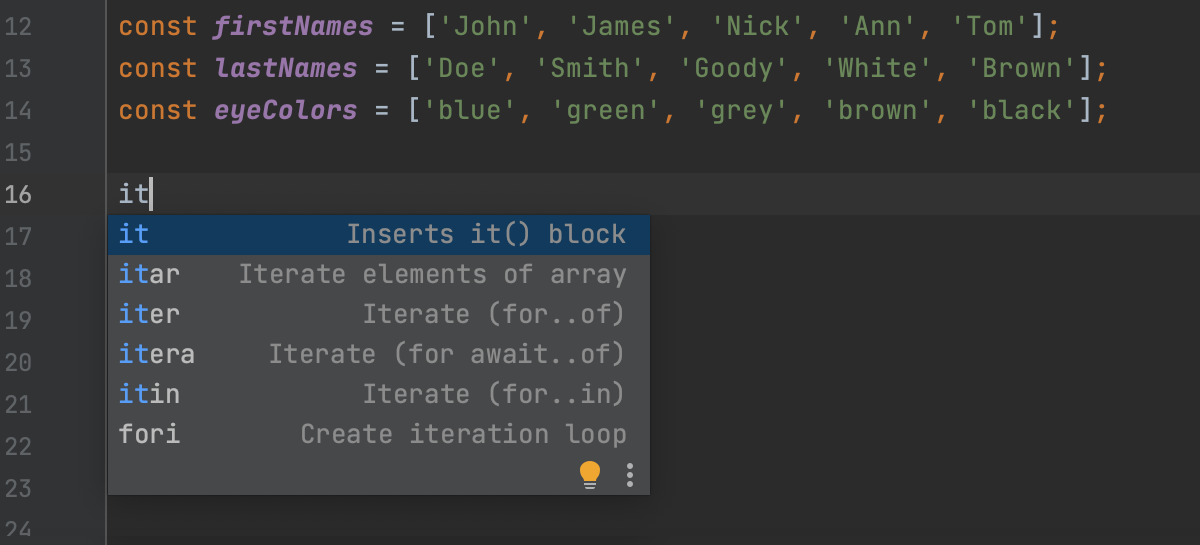 12 const firstNames = ['John', 'James', 'Nick', 'Ann', 'Tom'];
13 const lastNames = ['Doe', 'Smith', 'Goody', 'White', 'Brown'];
14 const eyeColors = ['blue', 'green', 'grey', 'brown', 'black'];
15
16 it
17 it Inserts it() block
18 itar Iterate elements of array
19 iter Iterate (for..of)
20 itera Iterate (for await..of)
21 itin Iterate (for..in)
22 fori Create iteration loop
23
24